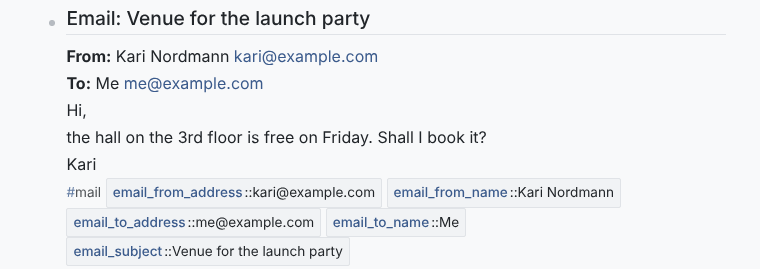 Email: Venue for the launch party
From: Kari Nordmann kari@example.com
To: Me me@example.com
Hi,
the hall on the 3rd floor is free on Friday. Shall I book it?
Kari
#mail email_from_address::kari@example.com email_from_name::Kari Nordmann
email_to_address::me@example.com email_to_name::Me
email_subject::Venue for the launch party